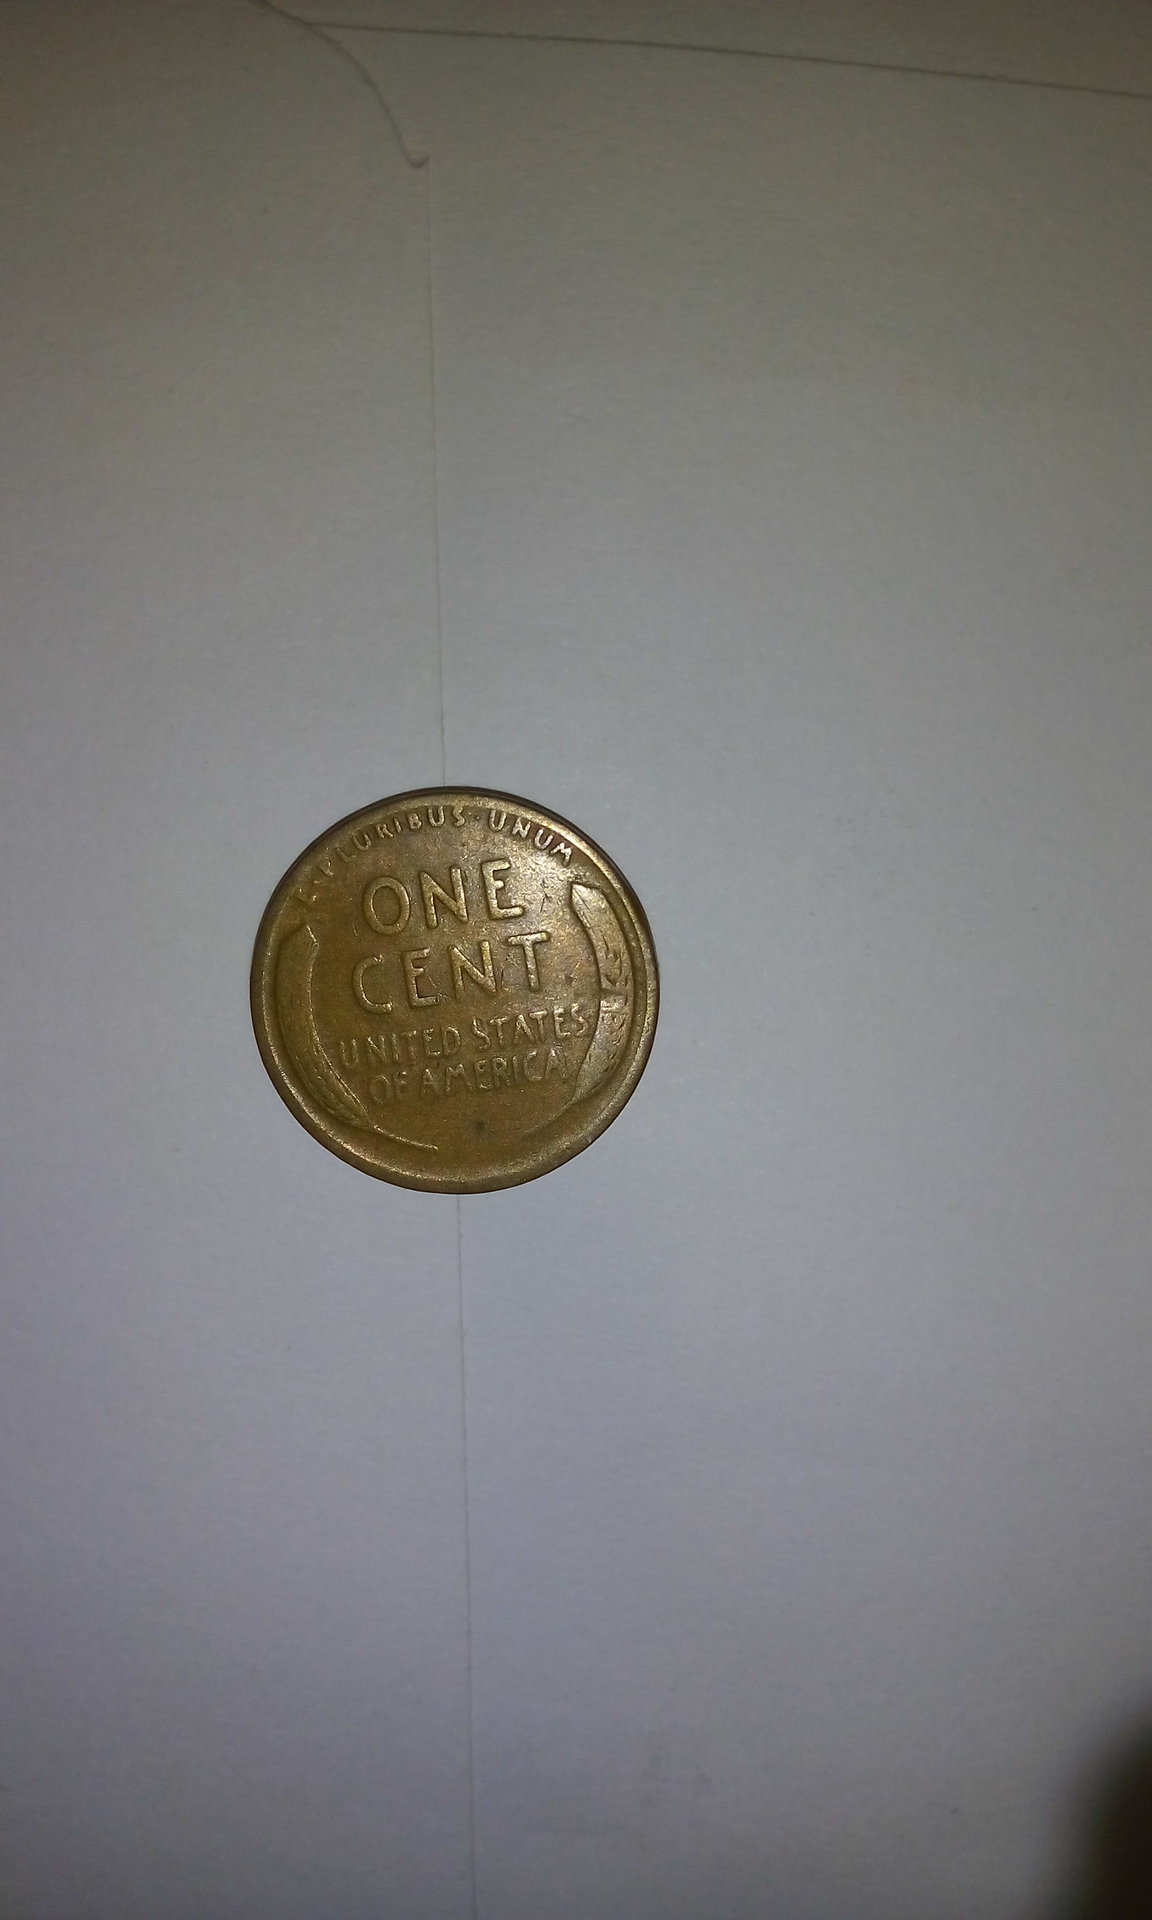 E·PLURIBUS·UNUM
ONE
CENT
UNITED STATES
OF AMERICA